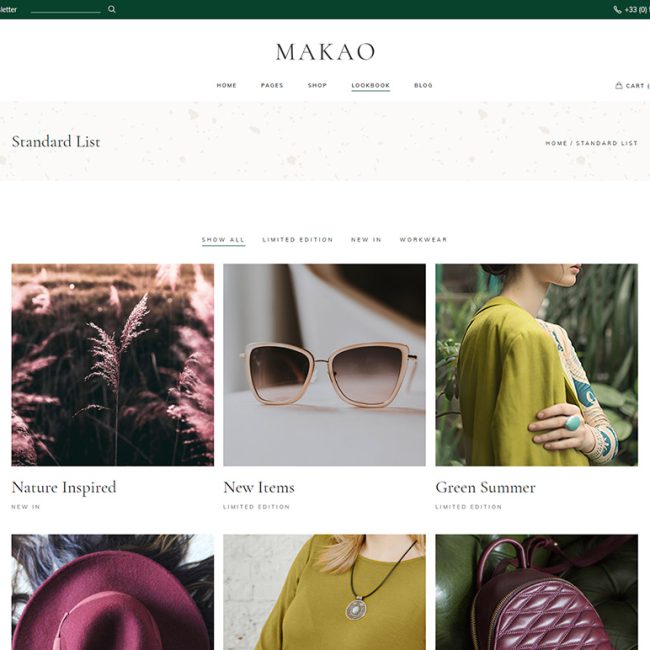 letter
+33 (0)
MAKAO
HOME PAGES SHOP LOOKBOOK BLOG
CART (
Standard List
HOME / STANDARD LIST
SHOW ALL LIMITED EDITION NEW IN WORKWEAR
Nature Inspired
NEW IN
New Items
LIMITED EDITION
Green Summer
LIMITED EDITION